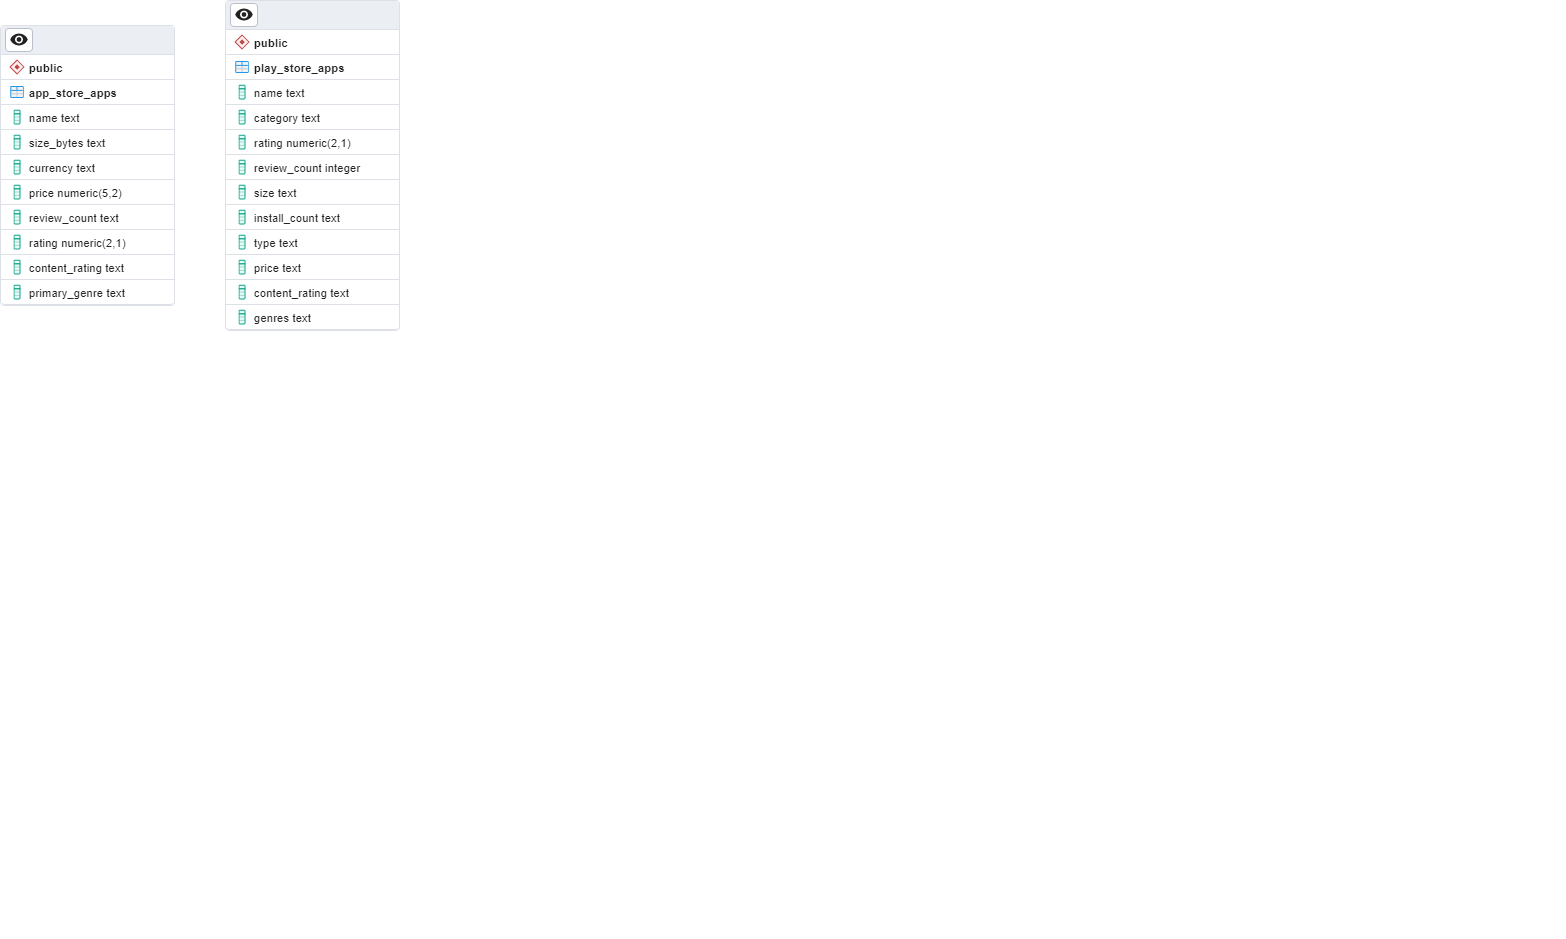 public
app_store_apps
name text
size_bytes text
currency text
price numeric(5,2)
review_count text
rating numeric(2,1)
content_rating text
primary_genre text
public
play_store_apps
name text
category text
rating numeric(2,1)
review_count integer
size text
install_count text
type text
price text
content_rating text
genres text